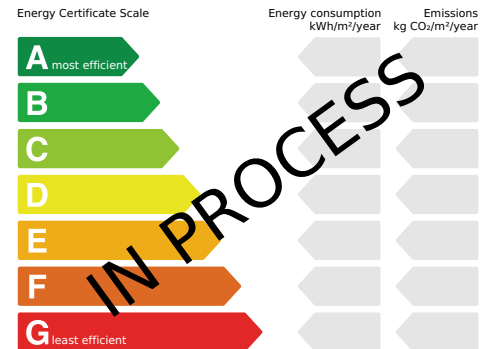 Energy Certificate Scale
Energy consumption
kWh/m²/year
Emissions
kg CO₂/m²/year
A most efficient
B
C
D
E
F
G least efficient
IN PROCESS